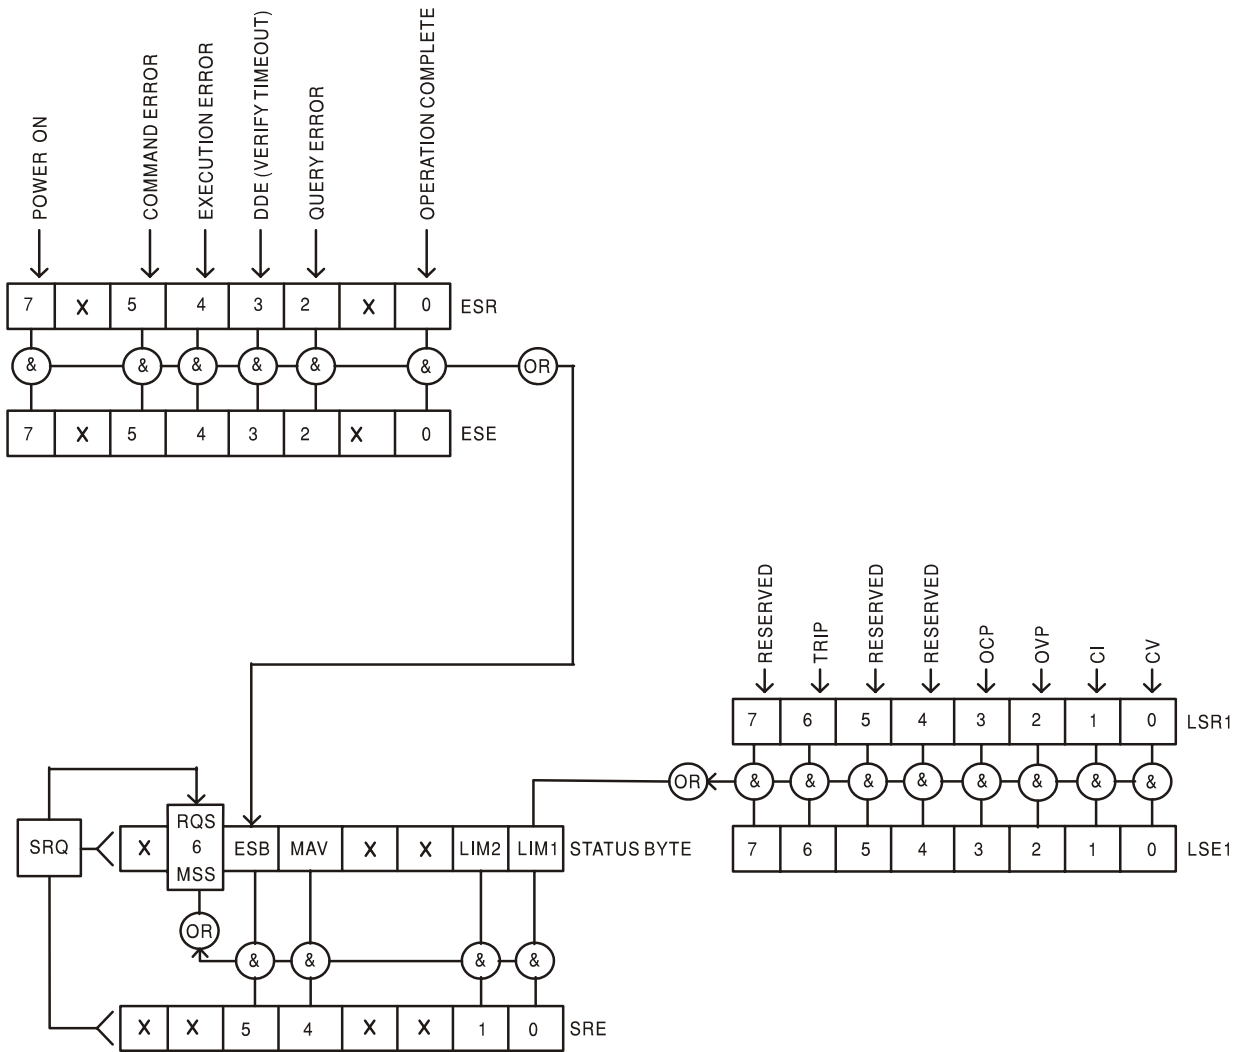 POWER ON
COMMAND ERROR
EXECUTION ERROR
DDE (VERIFY TIMEOUT)
QUERY ERROR
OPERATION COMPLETE
7 X 5 4 3 2 X 0 ESR
& & & & & & OR
7 X 5 4 3 2 X 0 ESE
RESERVED
TRIP
RESERVED
RESERVED
OCP
OVP
CI
CV
7 6 5 4 3 2 1 0 LSR1
OR & & & & & & & &
7 6 5 4 3 2 1 0 LSE1
SRQ
X
RQS
6
MSS
ESB MAV X X LIM2 LIM1 STATUS BYTE
OR
& & & &
X X 5 4 X X 1 0 SRE